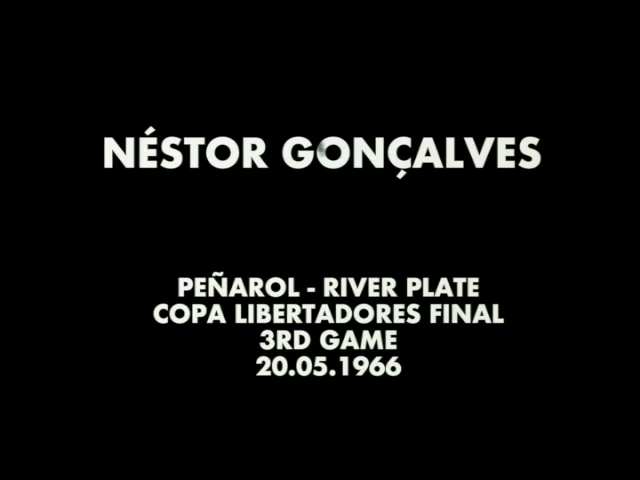 NÉSTOR GONÇALVES
PEÑAROL - RIVER PLATE
COPA LIBERTADORES FINAL
3RD GAME
20.05.1966